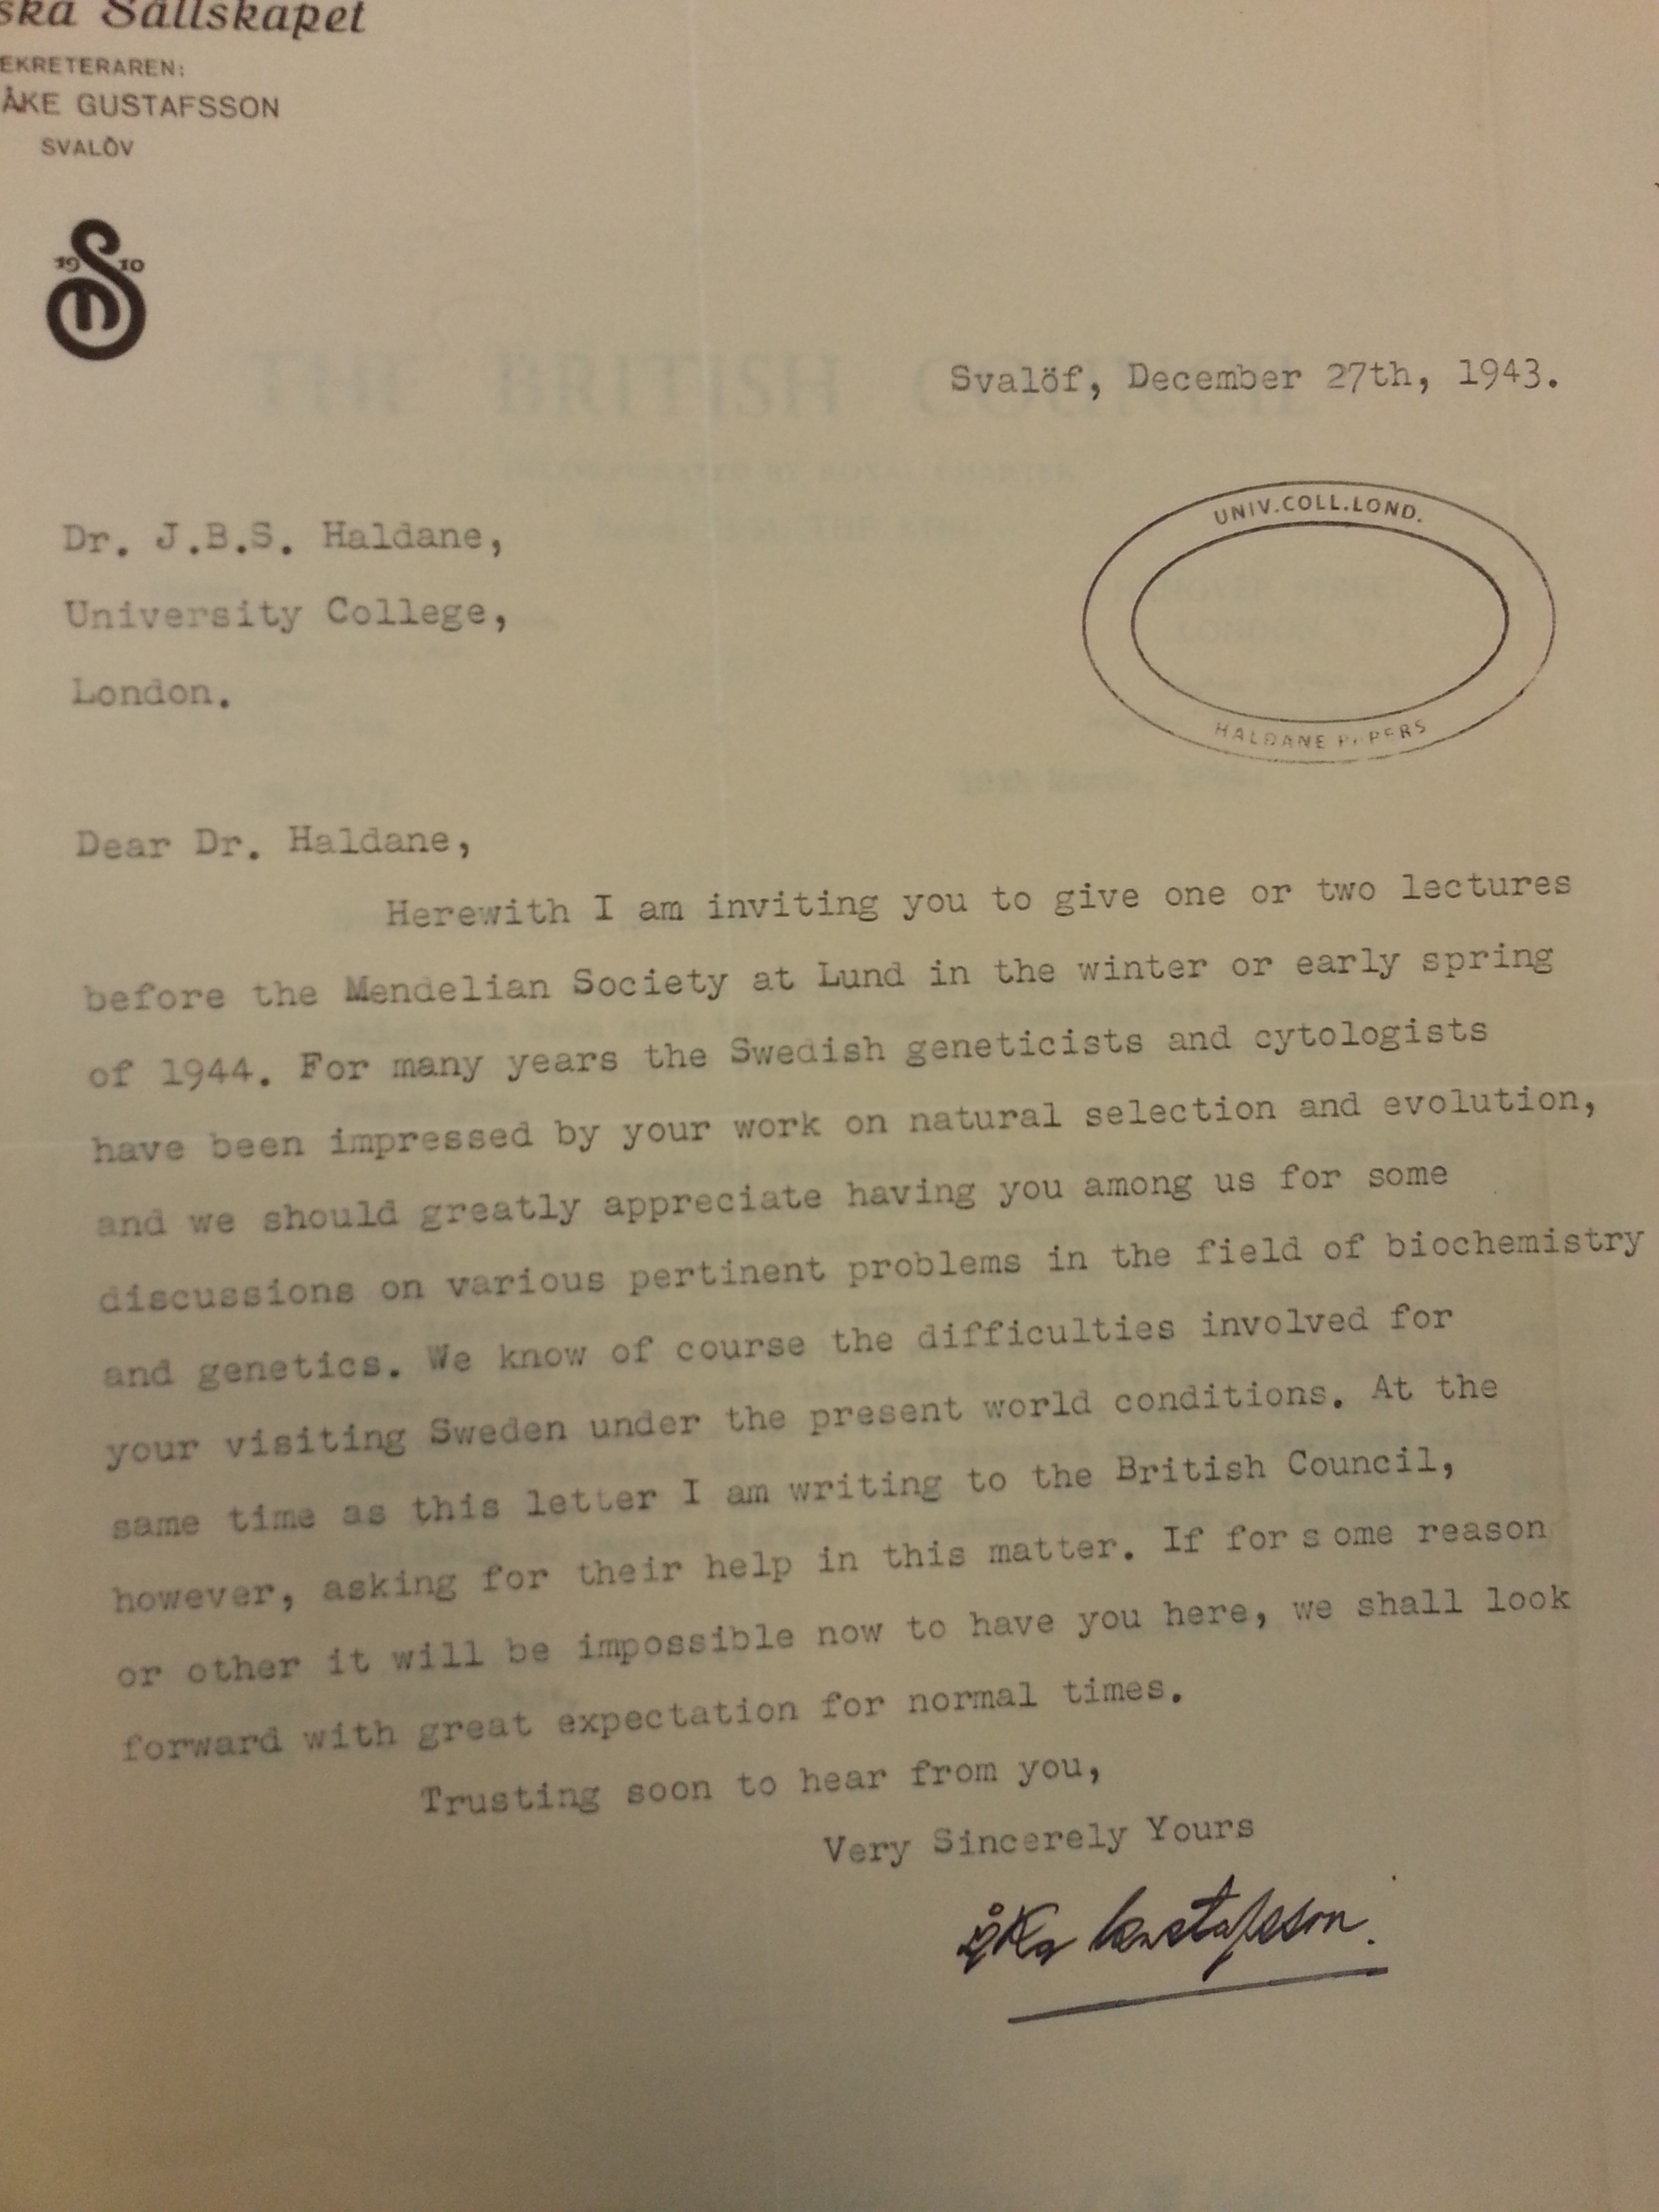 ska Sällskapet
EKRETERAREN:
ÅKE GUSTAFSSON
SVALÖV
1910
Svalöf, December 27th, 1943.
THE BRITISH COUNCIL
UNIV.COLL.LOND.
HALDANE PAPERS
Dr. J.B.S. Haldane,
University College,
London.
Dear Dr. Haldane,
Herewith I am inviting you to give one or two lectures
before the Mendelian Society at Lund in the winter or early spring
of 1944. For many years the Swedish geneticists and cytologists
have been impressed by your work on natural selection and evolution,
and we should greatly appreciate having you among us for some
discussions on various pertinent problems in the field of biochemistry
and genetics. We know of course the difficulties involved for
your visiting Sweden under the present world conditions. At the
same time as this letter I am writing to the British Council,
however, asking for their help in this matter. If for s ome reason
or other it will be impossible now to have you here, we shall look
forward with great expectation for normal times.
Trusting soon to hear from you,
Very Sincerely Yours
Åke Gustafsson.